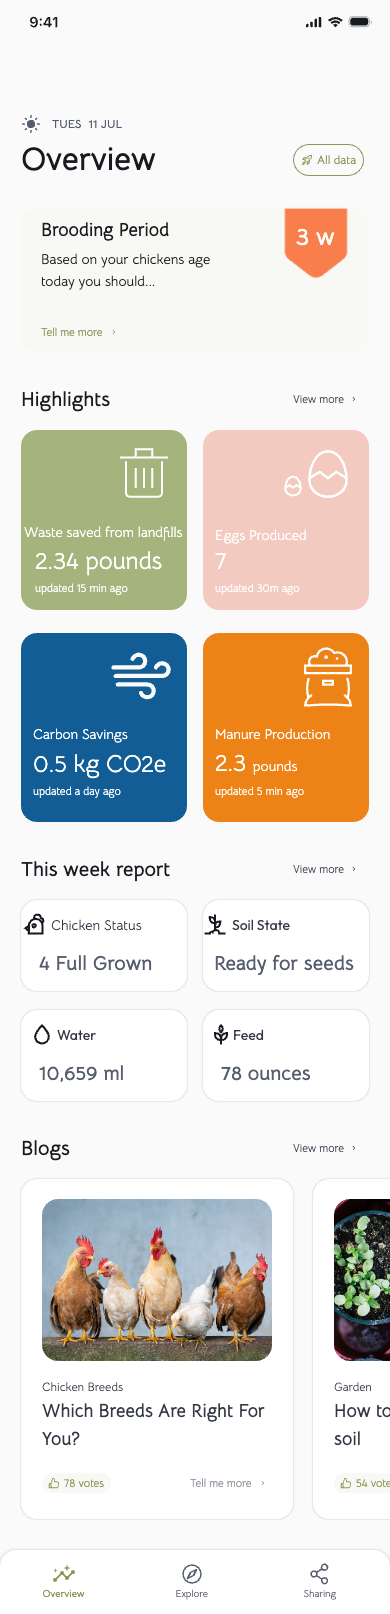 9:41
TUES 11 JUL
Overview
All data
Brooding Period
3 w
Based on your chickens age
today you should...
Tell me more
Highlights
View more
Waste saved from landfills
2.34 pounds
updated 15 min ago
Eggs Produced
7
updated 30m ago
Carbon Savings
0.5 kg CO2e
updated a day ago
Manure Production
2.3 pounds
updated 5 min ago
This week report
View more
Chicken Status
4 Full Grown
Soil State
Ready for seeds
Water
10,659 ml
Feed
78 ounces
Blogs
View more
Chicken Breeds
Which Breeds Are Right For
You?
78 votes
Tell me more
Garden
How to
soil
54 vote
Overview
Explore
Sharing